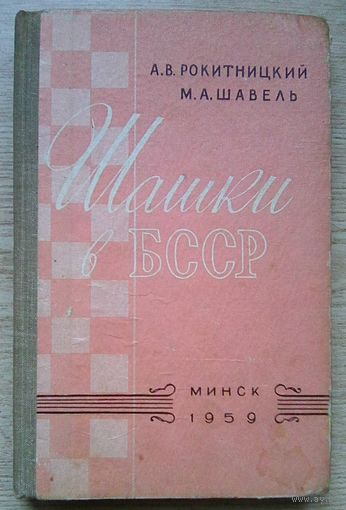 А.В. РОКИТНИЦКИЙ
М.А. ШАВЕЛЬ
Шашки
в БССР
МИНСК
1959